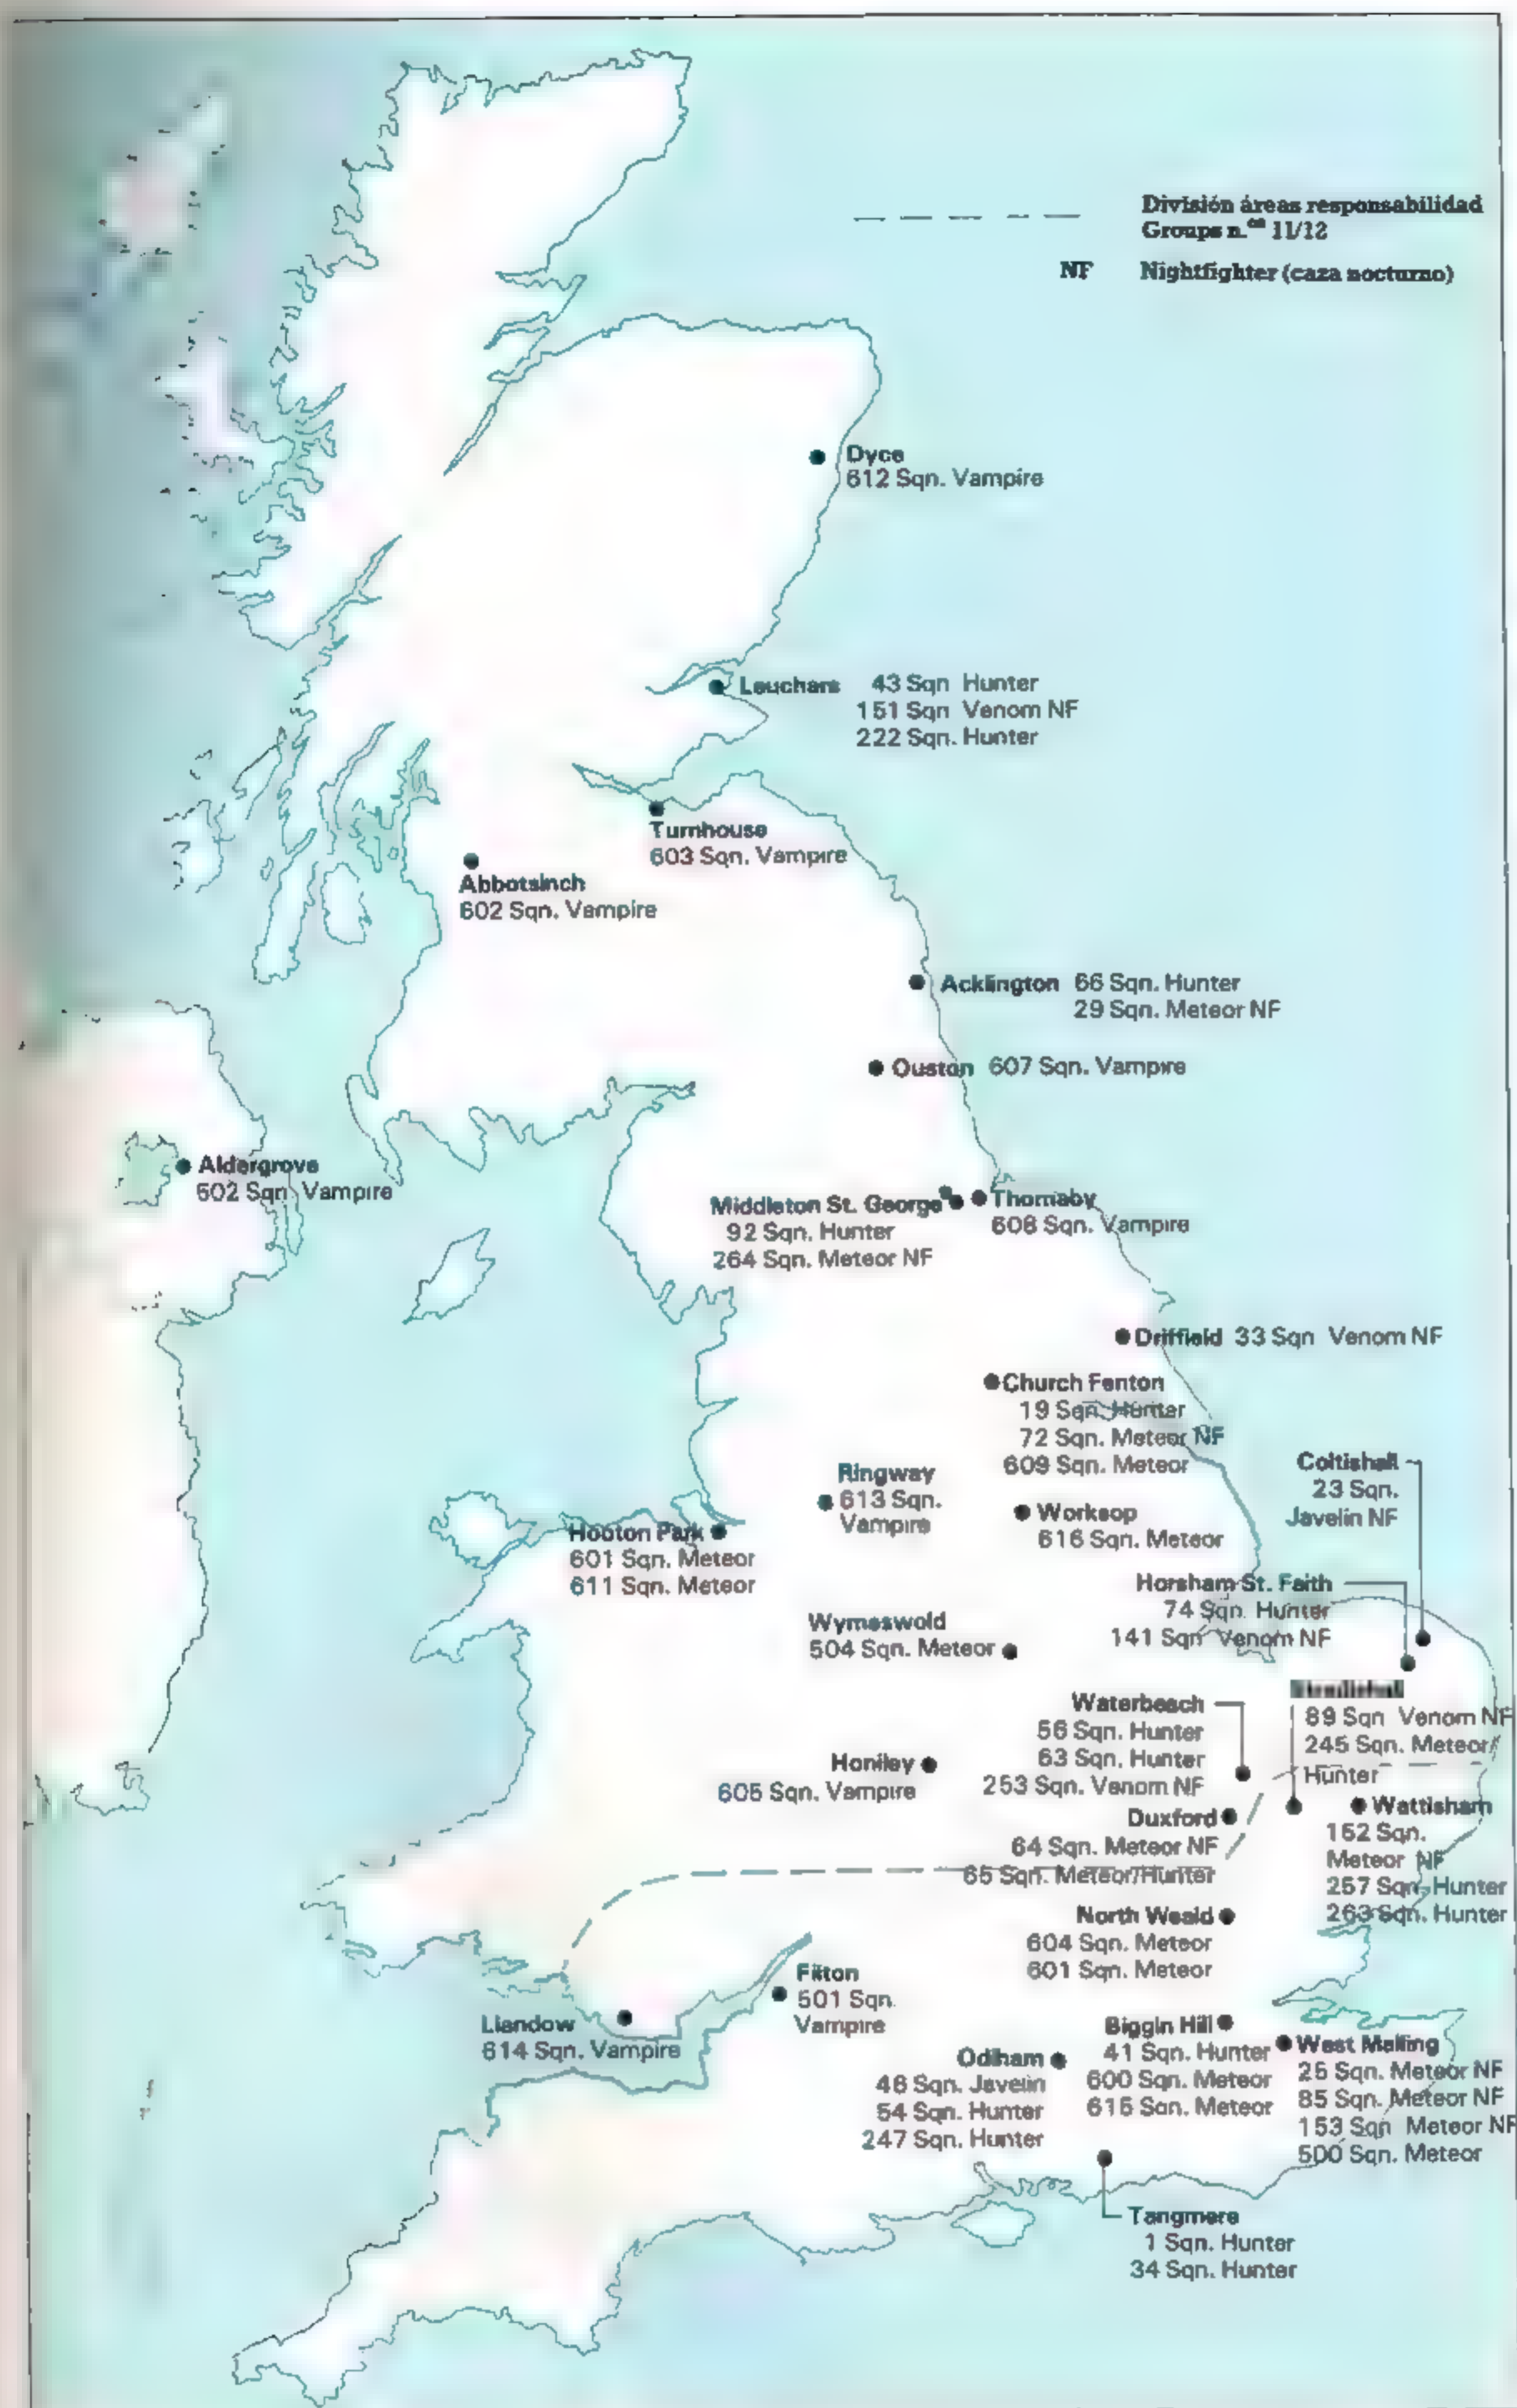 División áreas responsabilidad
Groups n.os 11/12
NF Nightfighter (caza nocturno)
Dyce
612 Sqn. Vampire
Leuchars 43 Sqn Hunter
151 Sqn Venom NF
222 Sqn. Hunter
Turnhouse
603 Sqn. Vampire
Abbotsinch
602 Sqn. Vampire
Acklington 66 Sqn. Hunter
29 Sqn. Meteor NF
Ouston 607 Sqn. Vampire
Aldergrove
502 Sqn. Vampire
Middleton St. George
92 Sqn. Hunter
264 Sqn. Meteor NF
Thornaby
608 Sqn. Vampire
Driffield 33 Sqn Venom NF
Church Fenton
19 Sqn. Hunter
72 Sqn. Meteor NF
609 Sqn. Meteor
Ringway
613 Sqn.
Vampire
Worksop
616 Sqn. Meteor
Coltishall
23 Sqn.
Javelin NF
Hooton Park
601 Sqn. Meteor
611 Sqn. Meteor
Horsham St. Faith
74 Sqn. Hunter
141 Sqn Venom NF
Wymeswold
504 Sqn. Meteor
89 Sqn Venom NF
245 Sqn. Meteor/
Hunter
Waterbeach
56 Sqn. Hunter
63 Sqn. Hunter
253 Sqn. Venom NF
Honiley
605 Sqn. Vampire
Duxford
64 Sqn. Meteor NF
65 Sqn. Meteor/Hunter
Wattisham
152 Sqn.
Meteor NF
257 Sqn. Hunter
263 Sqn. Hunter
North Weald
604 Sqn. Meteor
601 Sqn. Meteor
Filton
501 Sqn.
Vampire
Llandow
614 Sqn. Vampire
Biggin Hill
41 Sqn. Hunter
600 Sqn. Meteor
615 Sqn. Meteor
West Malling
25 Sqn. Meteor NF
85 Sqn. Meteor NF
153 Sqn Meteor NF
500 Sqn. Meteor
Odiham
46 Sqn. Javelin
54 Sqn. Hunter
247 Sqn. Hunter
Tangmere
1 Sqn. Hunter
34 Sqn. Hunter